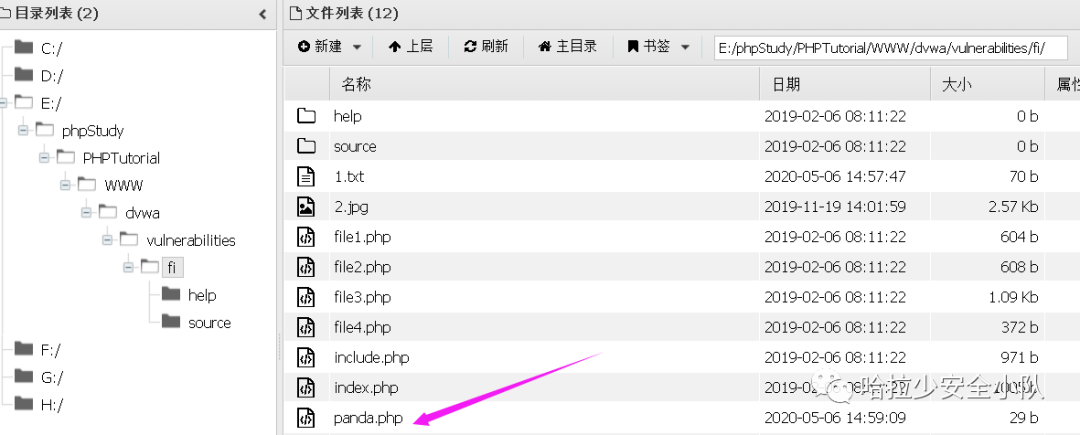 目录列表 (2)
C:/
D:/
E:/
phpStudy
PHPTutorial
WWW
dvwa
vulnerabilities
fi
help
source
F:/
G:/
H:/
文件列表 (12)
新建 上层 刷新 主目录 书签 E:/phpStudy/PHPTutorial/WWW/dvwa/vulnerabilities/fi/
名称 日期 大小
help 2019-02-06 08:11:22 0 b
source 2019-02-06 08:11:22 0 b
1.txt 2020-05-06 14:57:47 70 b
2.jpg 2019-11-19 14:01:59 2.57 Kb
file1.php 2019-02-06 08:11:22 604 b
file2.php 2019-02-06 08:11:22 608 b
file3.php 2019-02-06 08:11:22 1.09 Kb
file4.php 2019-02-06 08:11:22 372 b
include.php 2019-02-06 08:11:22 971 b
index.php 2019-02-06 08:11:22
哈拉少安全小队
panda.php 2020-05-06 14:59:09 29 b